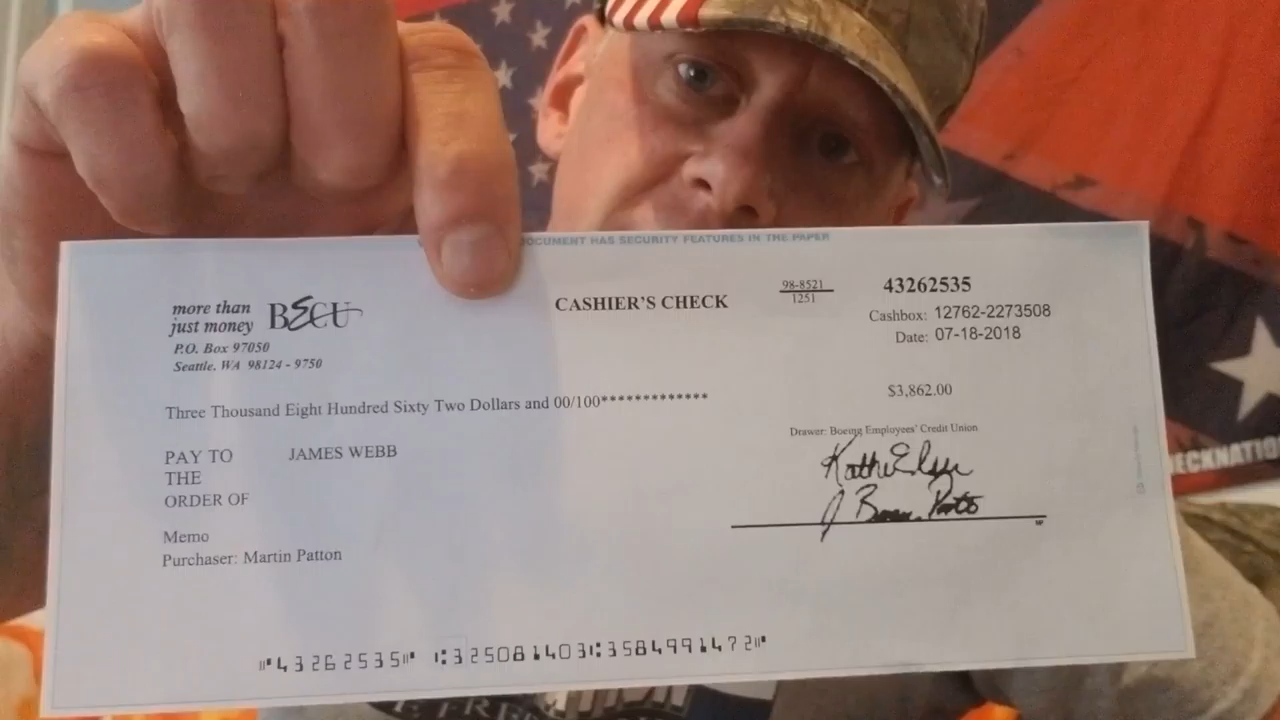 DOCUMENT HAS SECURITY FEATURES IN THE PAPER
more than
just money BECU
P.O. Box 97050
Seattle, WA 98124 - 9750
CASHIER'S CHECK
98-8521
1251
43262535
Cashbox: 12762-2273508
Date: 07-18-2018
$3,862.00
Three Thousand Eight Hundred Sixty Two Dollars and 00/100*************
Drawer: Boeing Employees' Credit Union
PAY TO JAMES WEBB
THE
ORDER OF
Memo
Purchaser: Martin Patton
⑈43262535⑈ ⑆325081403⑆3584991472⑈